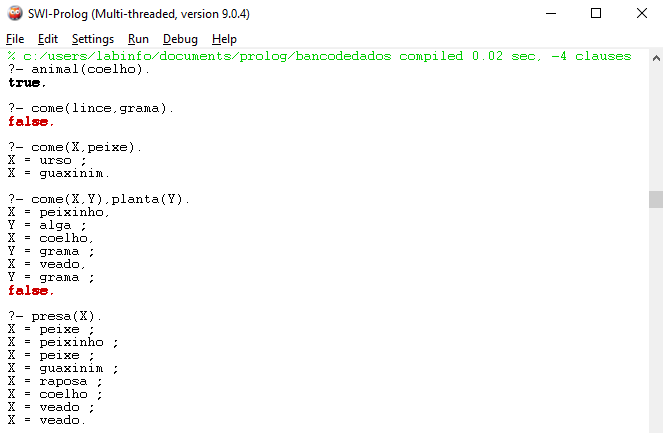 SWI-Prolog (Multi-threaded, version 9.0.4)
File Edit Settings Run Debug Help
% c:/users/labinfo/documents/prolog/bancodedados compiled 0.02 sec, -4 clauses
?- animal(coelho).
true.
?- come(lince,grama).
false.
?- come(X,peixe).
X = urso ;
X = guaxinim.
?- come(X,Y),planta(Y).
X = peixinho,
Y = alga ;
X = coelho,
Y = grama ;
X = veado,
Y = grama ;
false.
?- presa(X).
X = peixe ;
X = peixinho ;
X = peixe ;
X = guaxinim ;
X = raposa ;
X = coelho ;
X = veado ;
X = veado.